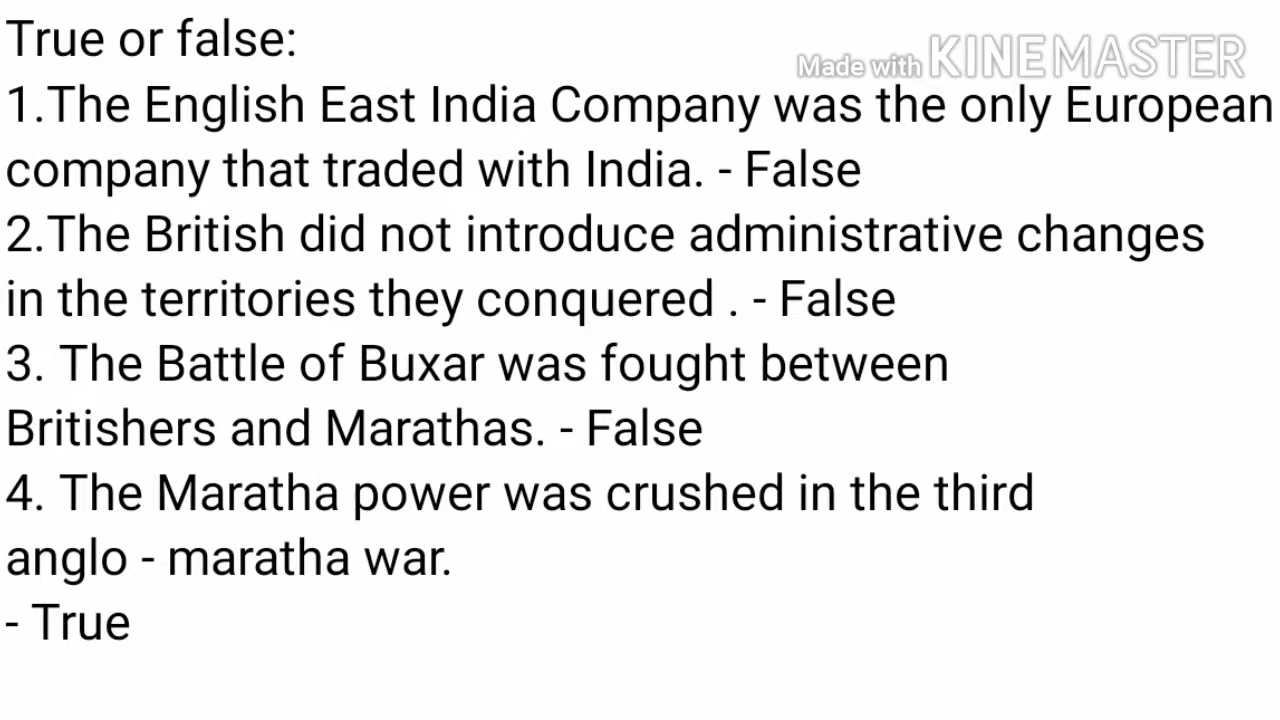 True or false:
Made with KINEMASTER
1.The English East India Company was the only European
company that traded with India. - False
2.The British did not introduce administrative changes
in the territories they conquered . - False
3. The Battle of Buxar was fought between
Britishers and Marathas. - False
4. The Maratha power was crushed in the third
anglo - maratha war.
- True